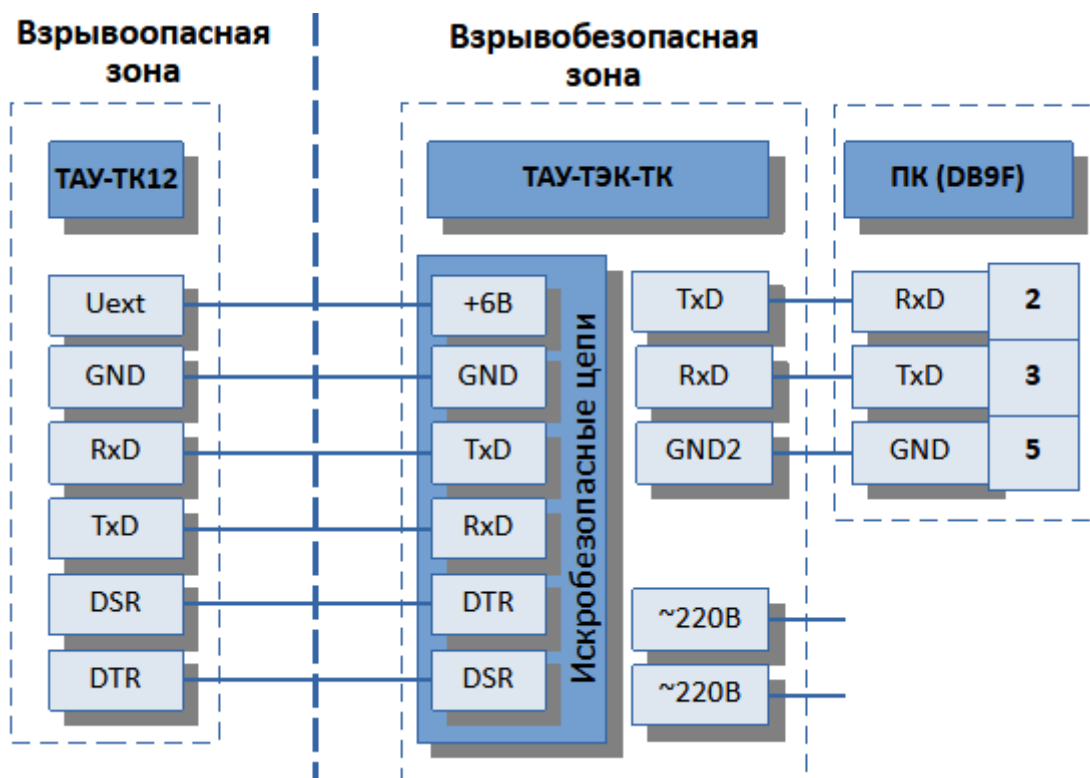 Взрывоопасная
зона
Взрывобезопасная
зона
ТАУ-ТК12
ТАУ-ТЭК-ТК
ПК (DB9F)
Uext
GND
RxD
TxD
DSR
DTR
+6В
GND
TxD
RxD
DTR
DSR
Искробезопасные цепи
TxD
RxD
GND2
~220В
~220В
RxD 2
TxD 3
GND 5